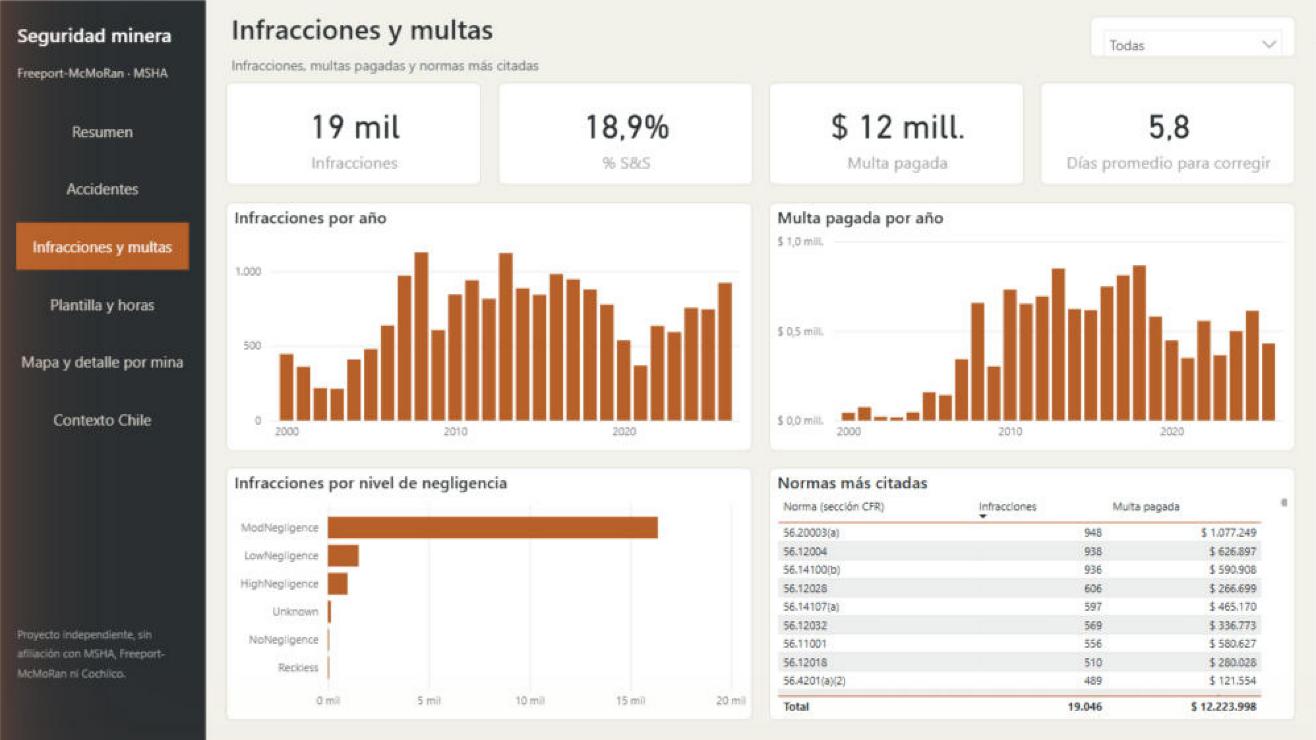 Seguridad minera
Freeport-McMoRan · MSHA
Resumen
Accidentes
Infracciones y multas
Plantilla y horas
Mapa y detalle por mina
Contexto Chile
Proyecto independiente, sin
afiliación con MSHA, Freeport-
McMoRan ni Cochilco.
Infracciones y multas
Infracciones, multas pagadas y normas más citadas
Todas
19 mil
Infracciones
18,9%
% S&S
$ 12 mill.
Multa pagada
5,8
Días promedio para corregir
Infracciones por año
1.000
500
0
2000 2010 2020
Multa pagada por año
$ 1,0 mill.
$ 0,5 mill.
$ 0,0 mill.
2000 2010 2020
Infracciones por nivel de negligencia
ModNegligence
LowNegligence
HighNegligence
Unknown
NoNegligence
Reckless
0 mil 5 mil 10 mil 15 mil 20 mil
Normas más citadas
Norma (sección CFR) Infracciones Multa pagada
56.20003(a) 948 $ 1.077.249
56.12004 938 $ 626.897
56.14100(b) 936 $ 590.908
56.12028 606 $ 266.699
56.14107(a) 597 $ 465.170
56.12032 569 $ 336.773
56.11001 556 $ 580.627
56.12018 510 $ 280.028
56.4201(a)(2) 489 $ 121.554
Total 19.046 $ 12.223.998